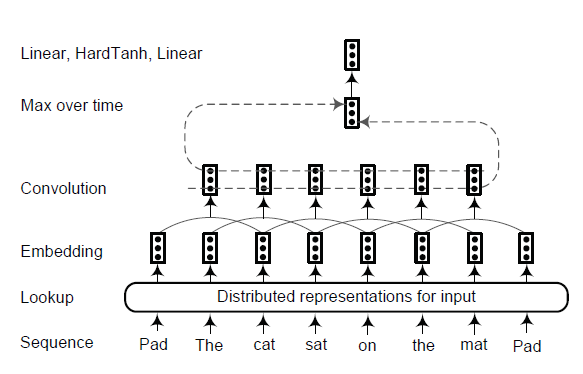 Linear, HardTanh, Linear
Max over time
Convolution
Embedding
Lookup Distributed representations for input
Sequence Pad The cat sat on the mat Pad